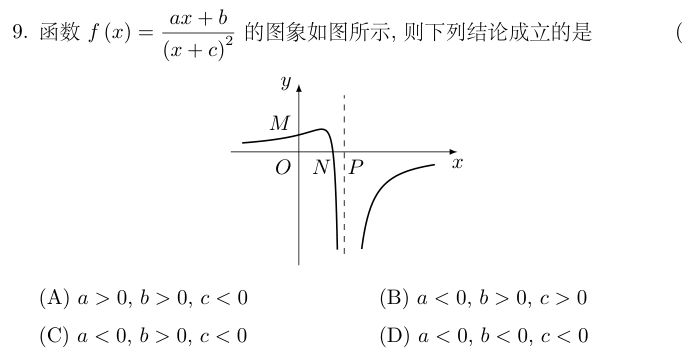 9. 函数 f (x) = \frac{ax + b}{(x + c)^2} 的图象如图所示, 则下列结论成立的是 (
y
M
O N P x
(A) a > 0, b > 0, c < 0 (B) a < 0, b > 0, c > 0
(C) a < 0, b > 0, c < 0 (D) a < 0, b < 0, c < 0